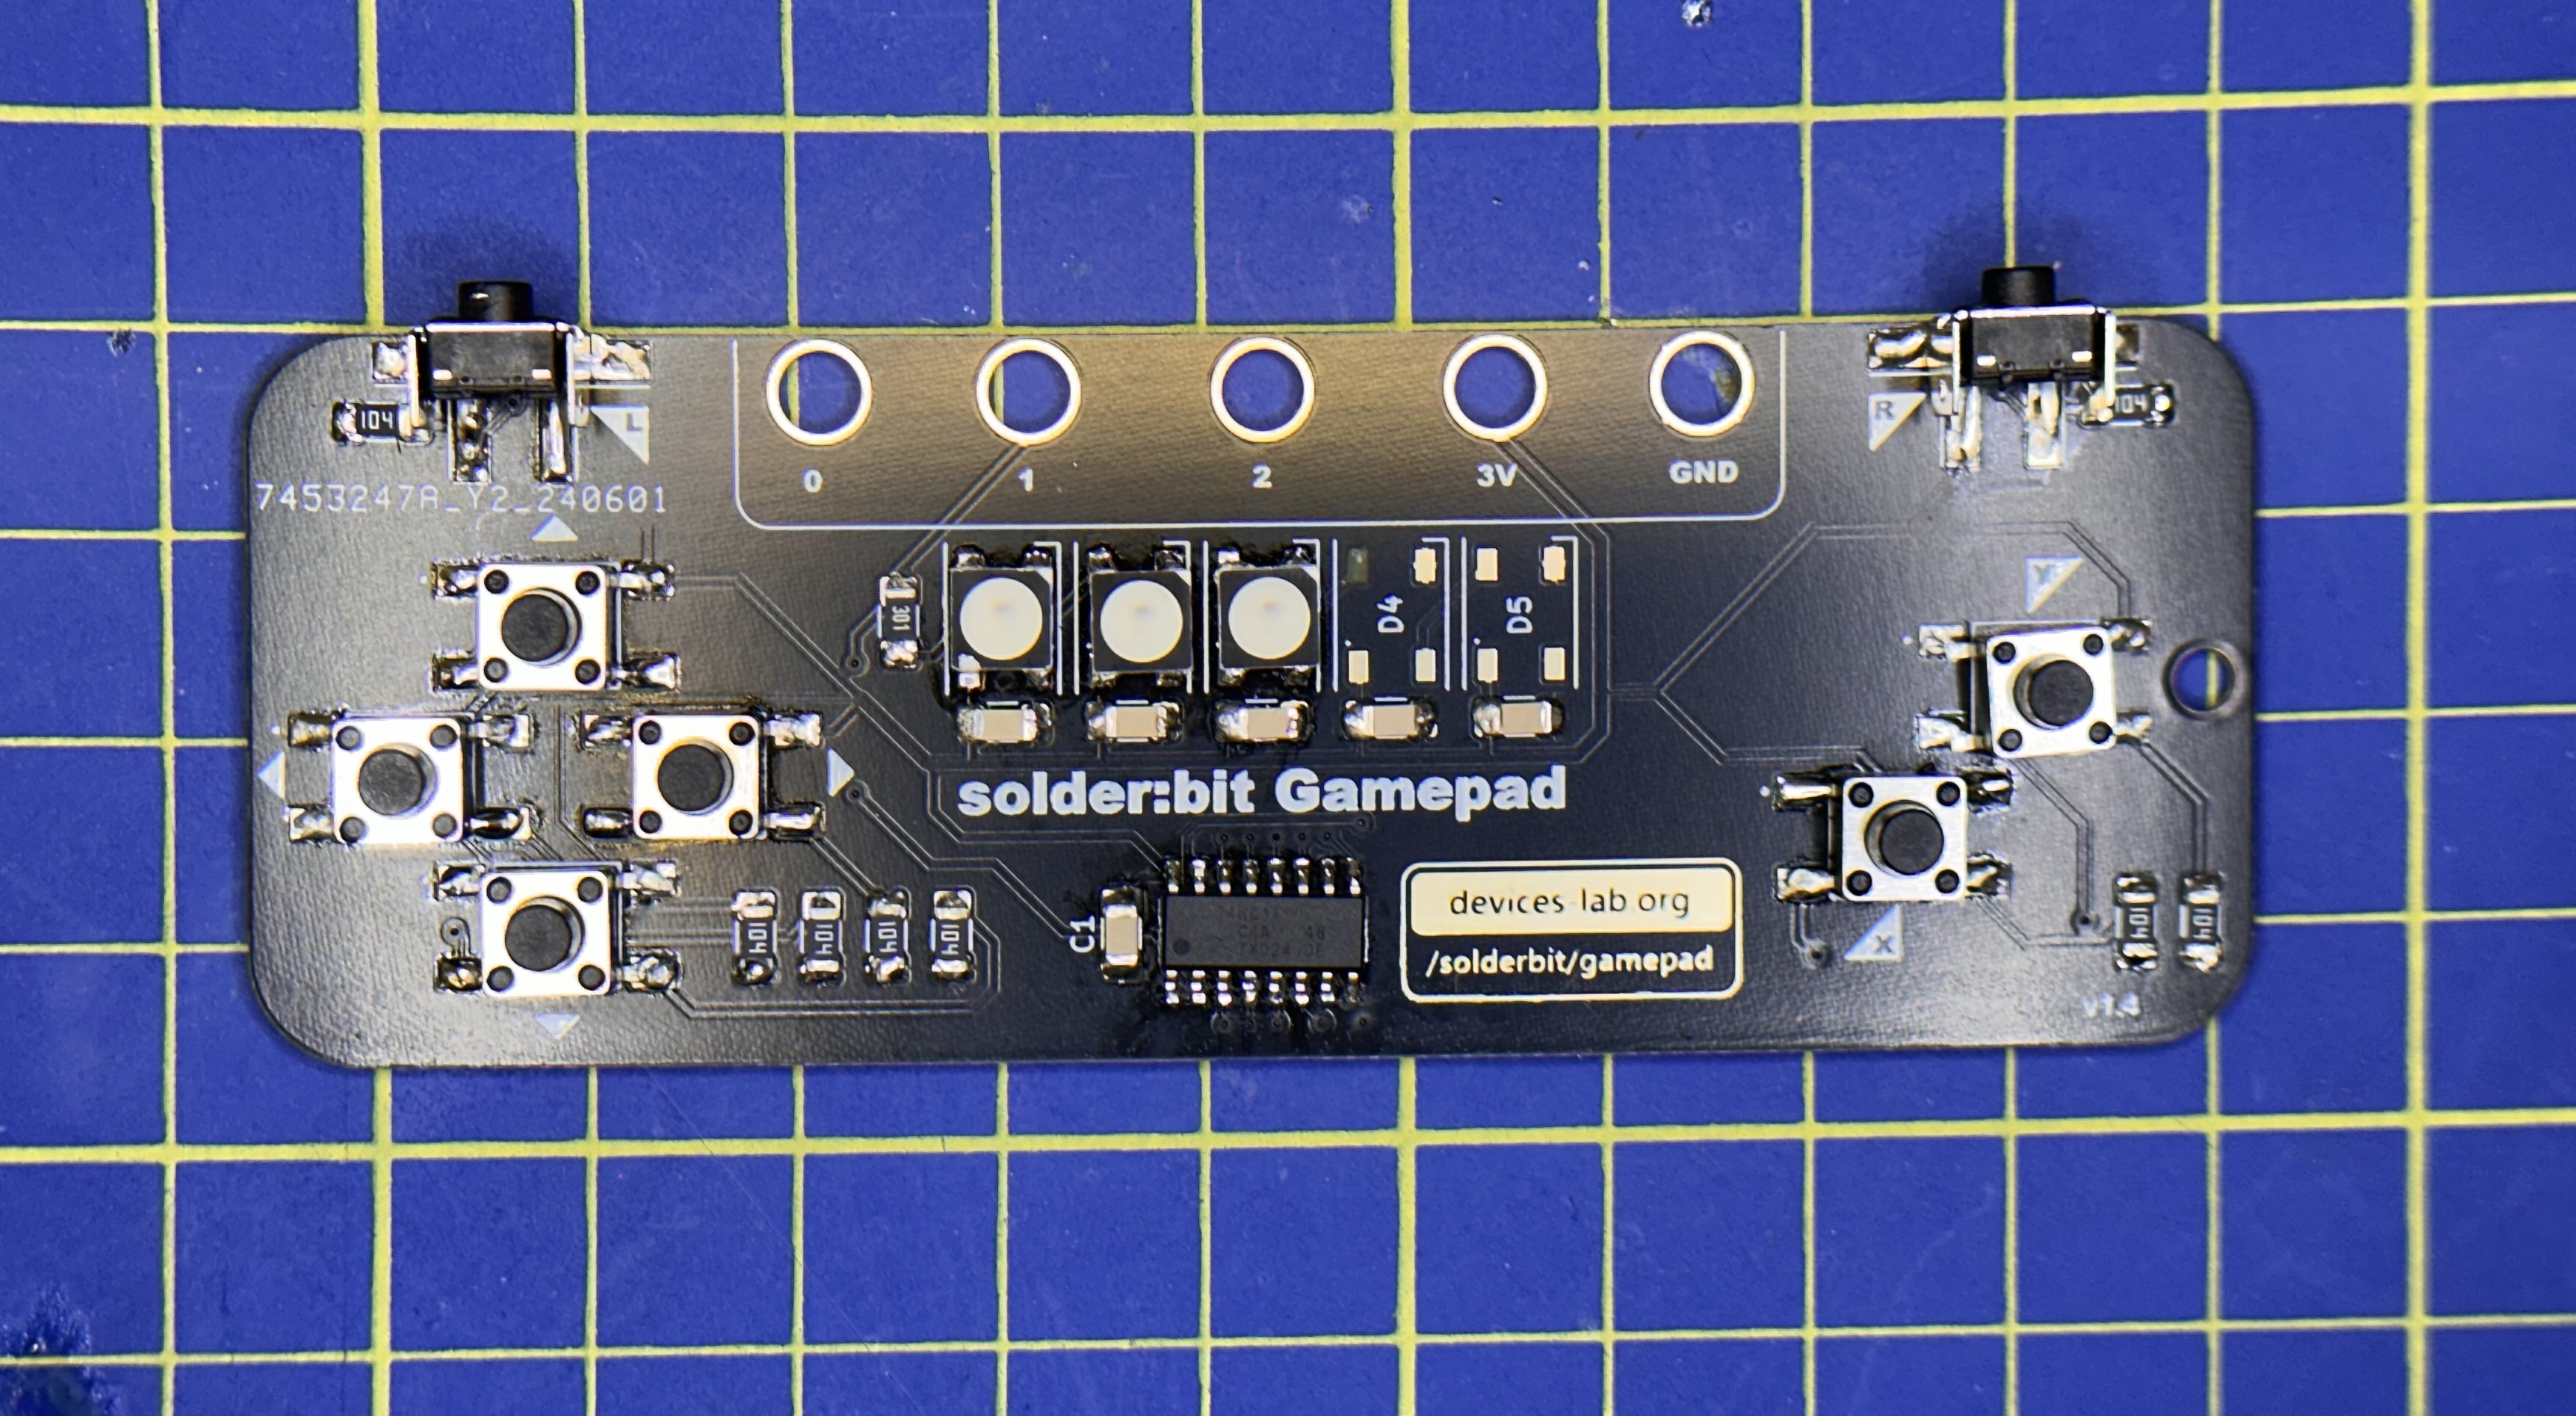 104
L
R
104
0
1
2
3V
GND
7453247A_Y2_240601
301
D4
D5
Y
solder:bit Gamepad
104
104
104
104
C1
devices-lab.org
/solderbit/gamepad
X
104
104
v1.4